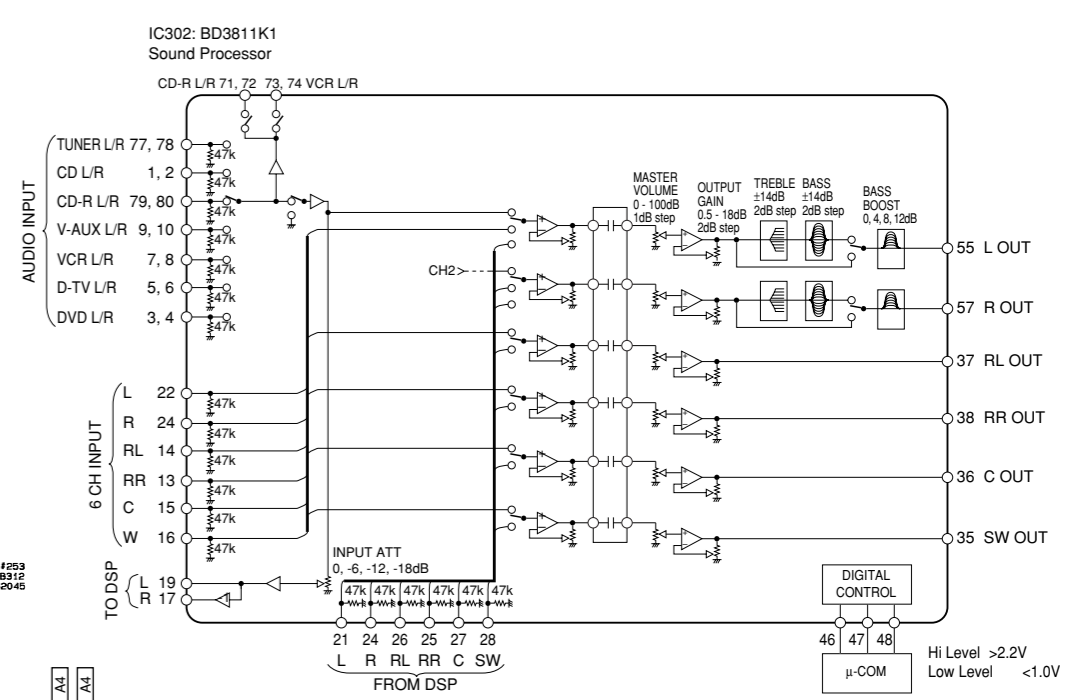 IC302: BD3811K1
Sound Processor
CD-R L/R 71, 72 73, 74 VCR L/R
AUDIO INPUT
TUNER L/R 77, 78
47k
CD L/R 1, 2
47k
CD-R L/R 79, 80
47k
V-AUX L/R 9, 10
47k
VCR L/R 7, 8
47k
D-TV L/R 5, 6
47k
DVD L/R 3, 4
47k
MASTER
VOLUME
0 - 100dB
1dB step
OUTPUT
GAIN
0.5 - 18dB
2dB step
TREBLE
±14dB
2dB step
BASS
±14dB
2dB step
BASS
BOOST
0, 4, 8, 12dB
CH2>
55 L OUT
57 R OUT
37 RL OUT
38 RR OUT
36 C OUT
35 SW OUT
6 CH INPUT
L 22
47k
R 24
47k
RL 14
47k
RR 13
47k
C 15
47k
W 16
47k
TO DSP
L 19
R 17
INPUT ATT
0, -6, -12, -18dB
47k 47k 47k 47k 47k 47k
21 24 26 25 27 28
L R RL RR C SW
FROM DSP
DIGITAL
CONTROL
46 47 48
μ-COM
Hi Level >2.2V
Low Level <1.0V
#253
B312
2045
A4 A4